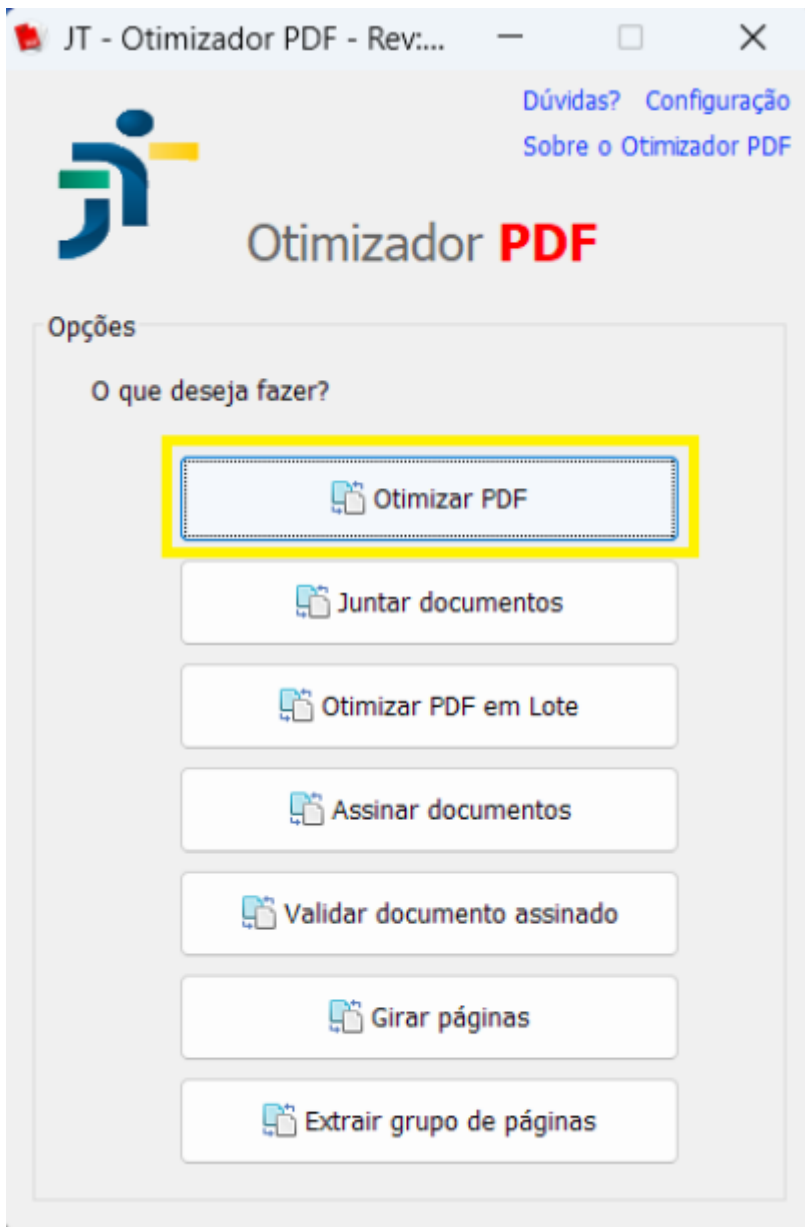 JT - Otimizador PDF - Rev:...
Dúvidas? Configuração
Sobre o Otimizador PDF
Otimizador PDF
Opções
O que deseja fazer?
Otimizar PDF
Juntar documentos
Otimizar PDF em Lote
Assinar documentos
Validar documento assinado
Girar páginas
Extrair grupo de páginas